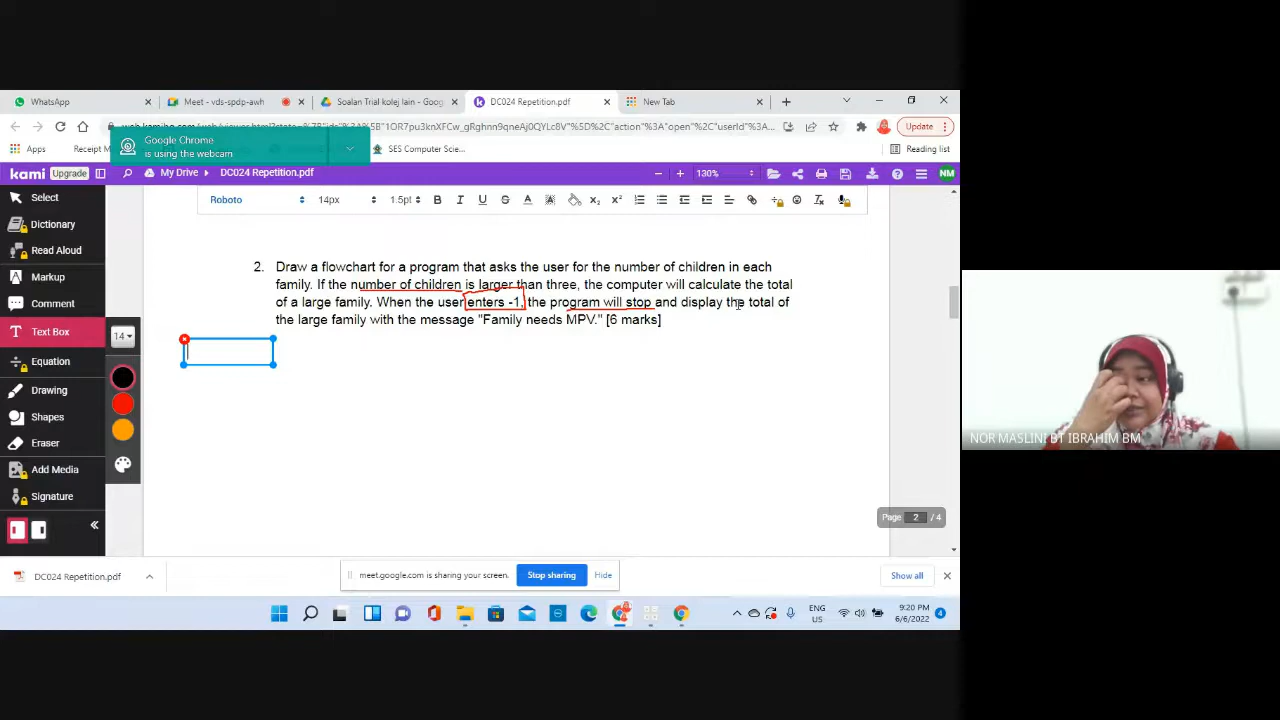 WhatsApp
Meet - vds-spdp-awh
Soalan Trial kolej lain - Goog
DC024 Repetition.pdf
New Tab
Google Chrome
is using the webcam
Update
Apps
Receipt M
SES Computer Scie...
Reading list
kami
Upgrade
My Drive
DC024 Repetition.pdf
130%
NM
Select
Roboto
14px
1.5pt
B I U S A
Dictionary
Read Aloud
Markup
Comment
Text Box
Equation
Drawing
Shapes
Eraser
Add Media
Signature
14
2. Draw a flowchart for a program that asks the user for the number of children in each
family. If the number of children is larger than three, the computer will calculate the total
of a large family. When the user enters -1, the program will stop and display the total of
the large family with the message "Family needs MPV." [6 marks]
Page 2 / 4
NOR MASLINI BT IBRAHIM BM
DC024 Repetition.pdf
meet.google.com is sharing your screen.
Stop sharing
Hide
Show all
ENG
US
9:20 PM
6/6/2022
4